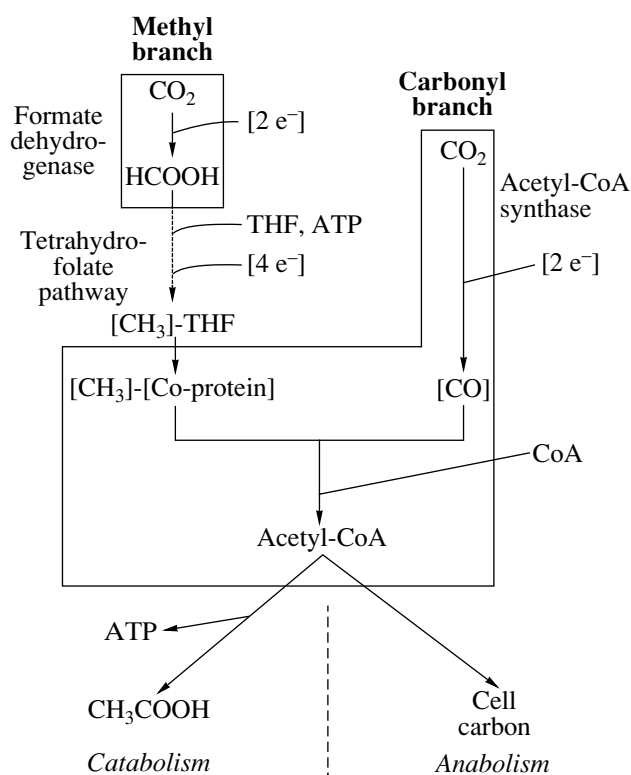 Methyl
branch
CO₂
Formate
dehydro-
genase
[2 e⁻]
HCOOH
Carbonyl
branch
CO₂
Acetyl-CoA
synthase
THF, ATP
Tetrahydro-
folate
pathway
[4 e⁻]
[2 e⁻]
[CH₃]-THF
[CH₃]-[Co-protein]
[CO]
CoA
Acetyl-CoA
ATP
CH₃COOH
Cell
carbon
Catabolism
Anabolism